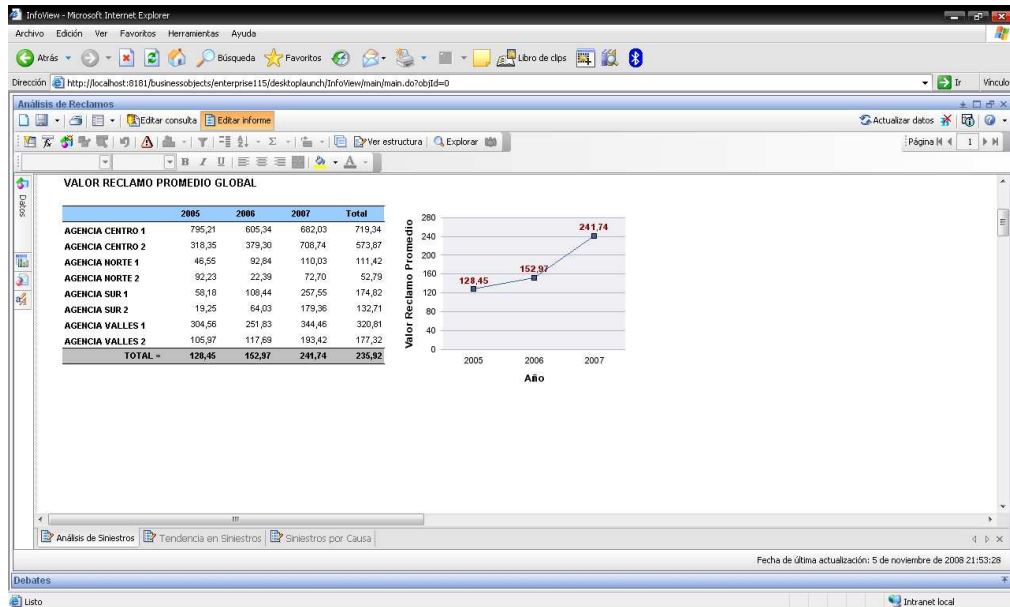 InfoView - Microsoft Internet Explorer
Archivo Edición Ver Favoritos Herramientas Ayuda
Atrás Búsqueda Favoritos Libro de clips
Dirección http://localhost:8181/businessobjects/enterprise115/desktoplaunch/InfoView/main/main.do?objId=0 Ir Vínculo
Análisis de Reclamos
Editar consulta Editar informe Actualizar datos
Ver estructura Explorar Página 1
Datos
VALOR RECLAMO PROMEDIO GLOBAL
2005 2006 2007 Total
AGENCIA CENTRO 1 795,21 605,34 682,03 719,34
AGENCIA CENTRO 2 318,35 379,30 708,74 573,87
AGENCIA NORTE 1 46,55 92,84 110,03 111,42
AGENCIA NORTE 2 92,23 22,39 72,70 52,79
AGENCIA SUR 1 58,18 108,44 257,55 174,82
AGENCIA SUR 2 19,25 64,03 179,36 132,71
AGENCIA VALLES 1 304,56 251,83 344,46 320,81
AGENCIA VALLES 2 105,97 117,69 193,42 177,32
TOTAL = 128,45 152,97 241,74 235,92
Valor Reclamo Promedio
280
240
200
160
120
80
40
0
128,45
152,97
241,74
2005 2006 2007
Año
Análisis de Siniestros Tendencia en Siniestros Siniestros por Causa
Fecha de última actualización: 5 de noviembre de 2008 21:53:28
Debates
Listo Intranet local